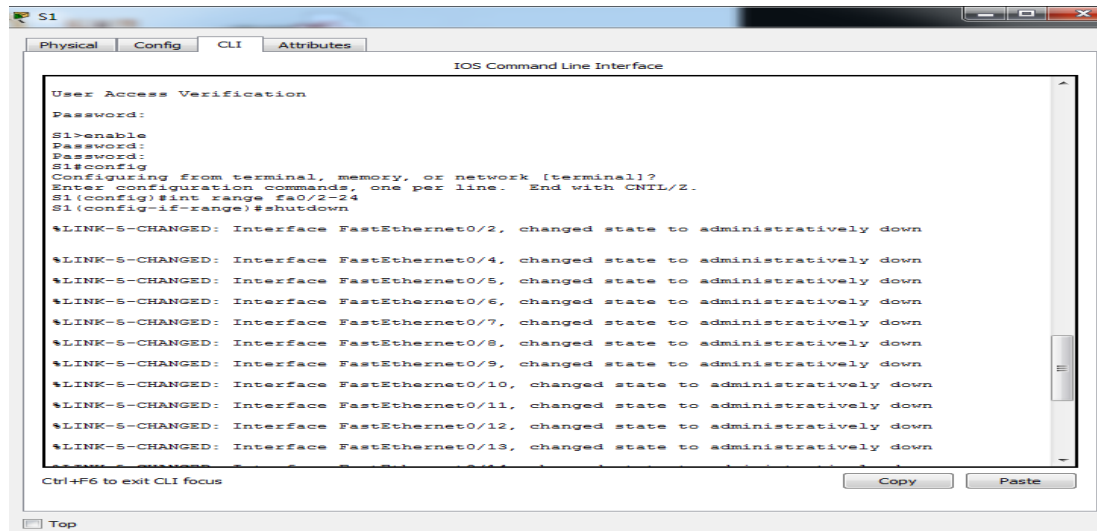 S1
Physical Config CLI Attributes
IOS Command Line Interface
User Access Verification
Password:
S1>enable
Password:
Password:
S1#config
Configuring from terminal, memory, or network [terminal]?
Enter configuration commands, one per line. End with CNTL/Z.
S1(config)#int range fa0/2-24
S1(config-if-range)#shutdown
%LINK-5-CHANGED: Interface FastEthernet0/2, changed state to administratively down
%LINK-5-CHANGED: Interface FastEthernet0/4, changed state to administratively down
%LINK-5-CHANGED: Interface FastEthernet0/5, changed state to administratively down
%LINK-5-CHANGED: Interface FastEthernet0/6, changed state to administratively down
%LINK-5-CHANGED: Interface FastEthernet0/7, changed state to administratively down
%LINK-5-CHANGED: Interface FastEthernet0/8, changed state to administratively down
%LINK-5-CHANGED: Interface FastEthernet0/9, changed state to administratively down
%LINK-5-CHANGED: Interface FastEthernet0/10, changed state to administratively down
%LINK-5-CHANGED: Interface FastEthernet0/11, changed state to administratively down
%LINK-5-CHANGED: Interface FastEthernet0/12, changed state to administratively down
%LINK-5-CHANGED: Interface FastEthernet0/13, changed state to administratively down
Ctrl+F6 to exit CLI focus
Copy Paste
Top